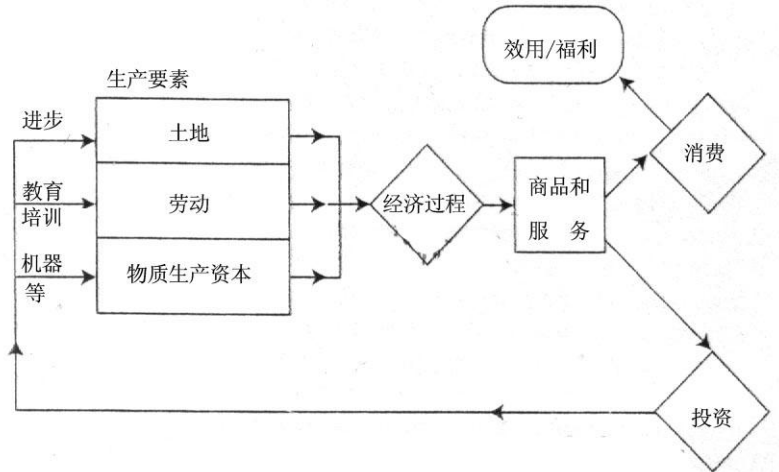 效用/福利
生产要素
进步
土地
消费
教育
培训
劳动
经济过程
商品和
服 务
机器
等
物质生产资本
投资